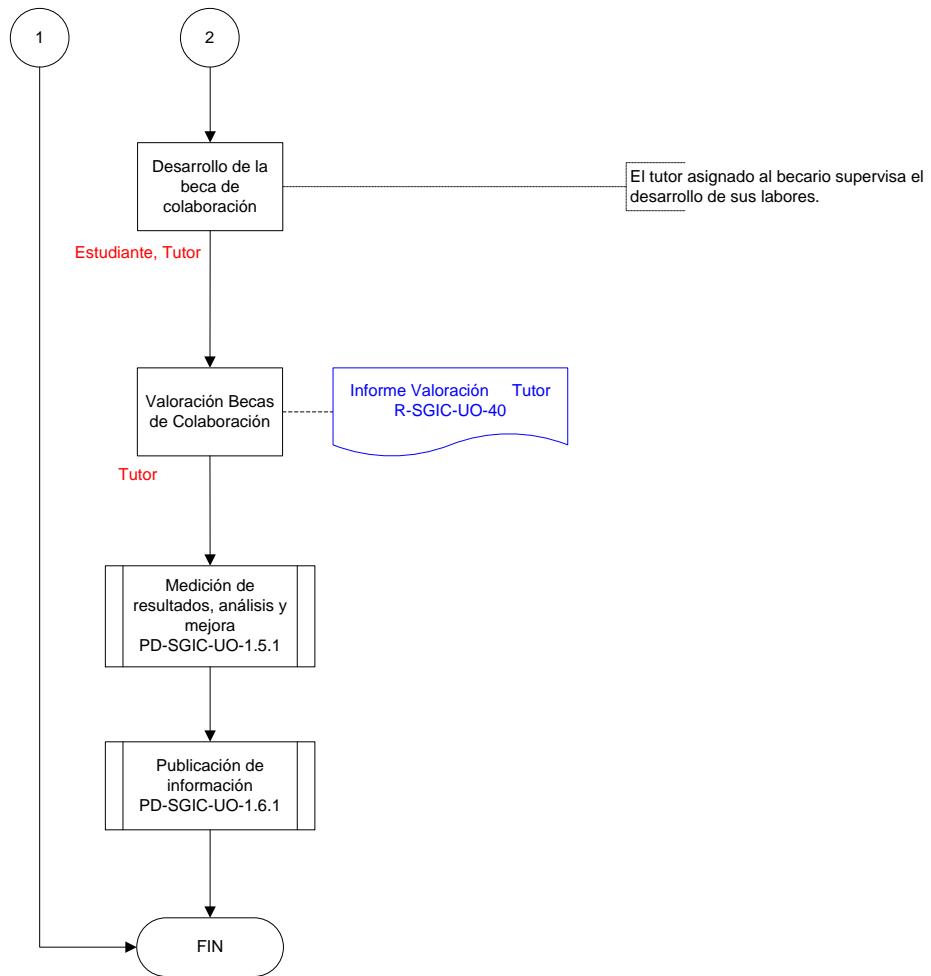 1
2
Desarrollo de la
beca de
colaboración
El tutor asignado al becario supervisa el
desarrollo de sus labores.
Estudiante, Tutor
Valoración Becas
de Colaboración
Informe Valoración Tutor
R-SGIC-UO-40
Tutor
Medición de
resultados, análisis y
mejora
PD-SGIC-UO-1.5.1
Publicación de
información
PD-SGIC-UO-1.6.1
FIN